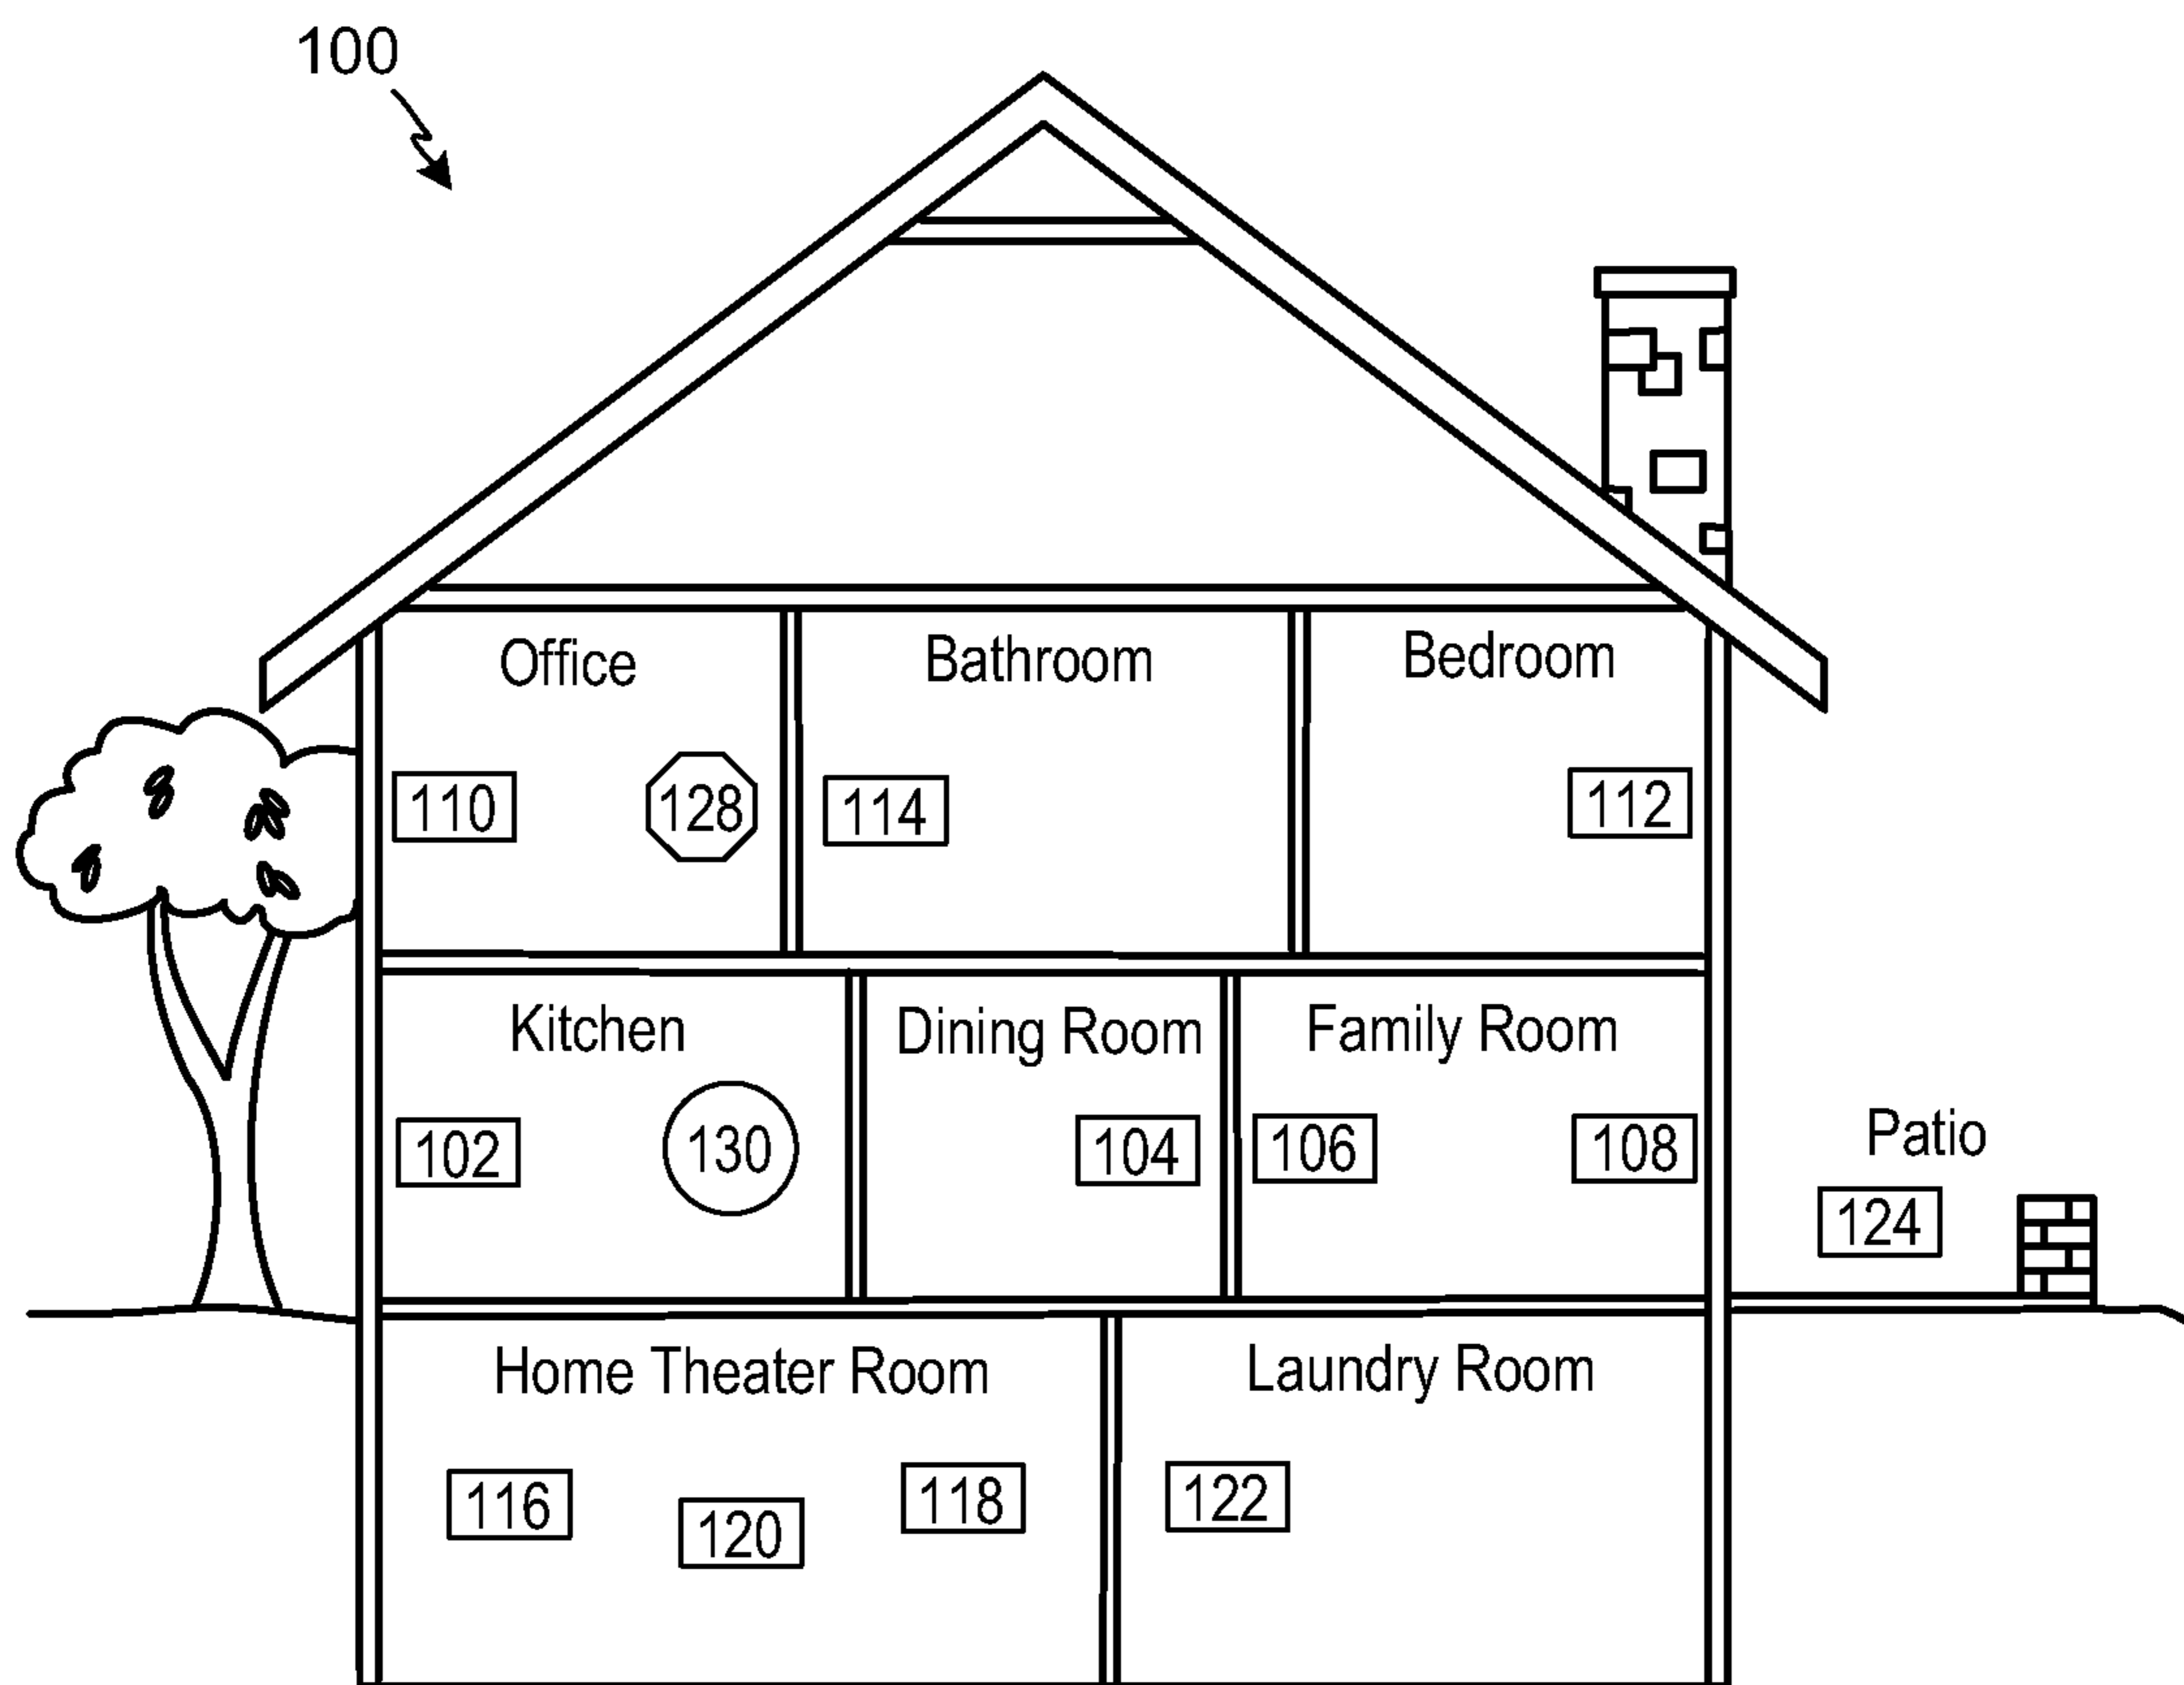 100
Office
Bathroom
Bedroom
110
128
114
112
Kitchen
Dining Room
Family Room
102
130
104
106
108
Patio
124
Home Theater Room
Laundry Room
116
120
118
122